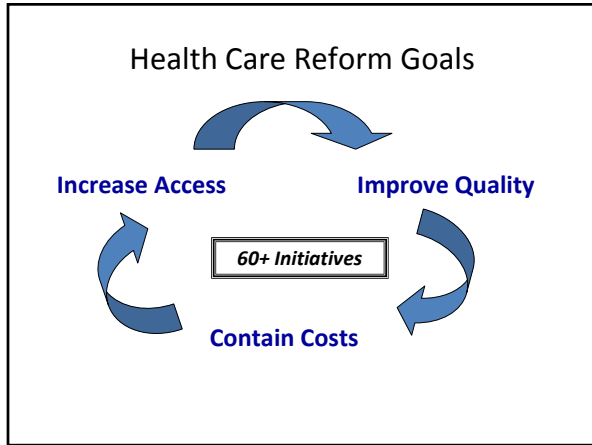 Health Care Reform Goals
Increase Access
Improve Quality
60+ Initiatives
Contain Costs